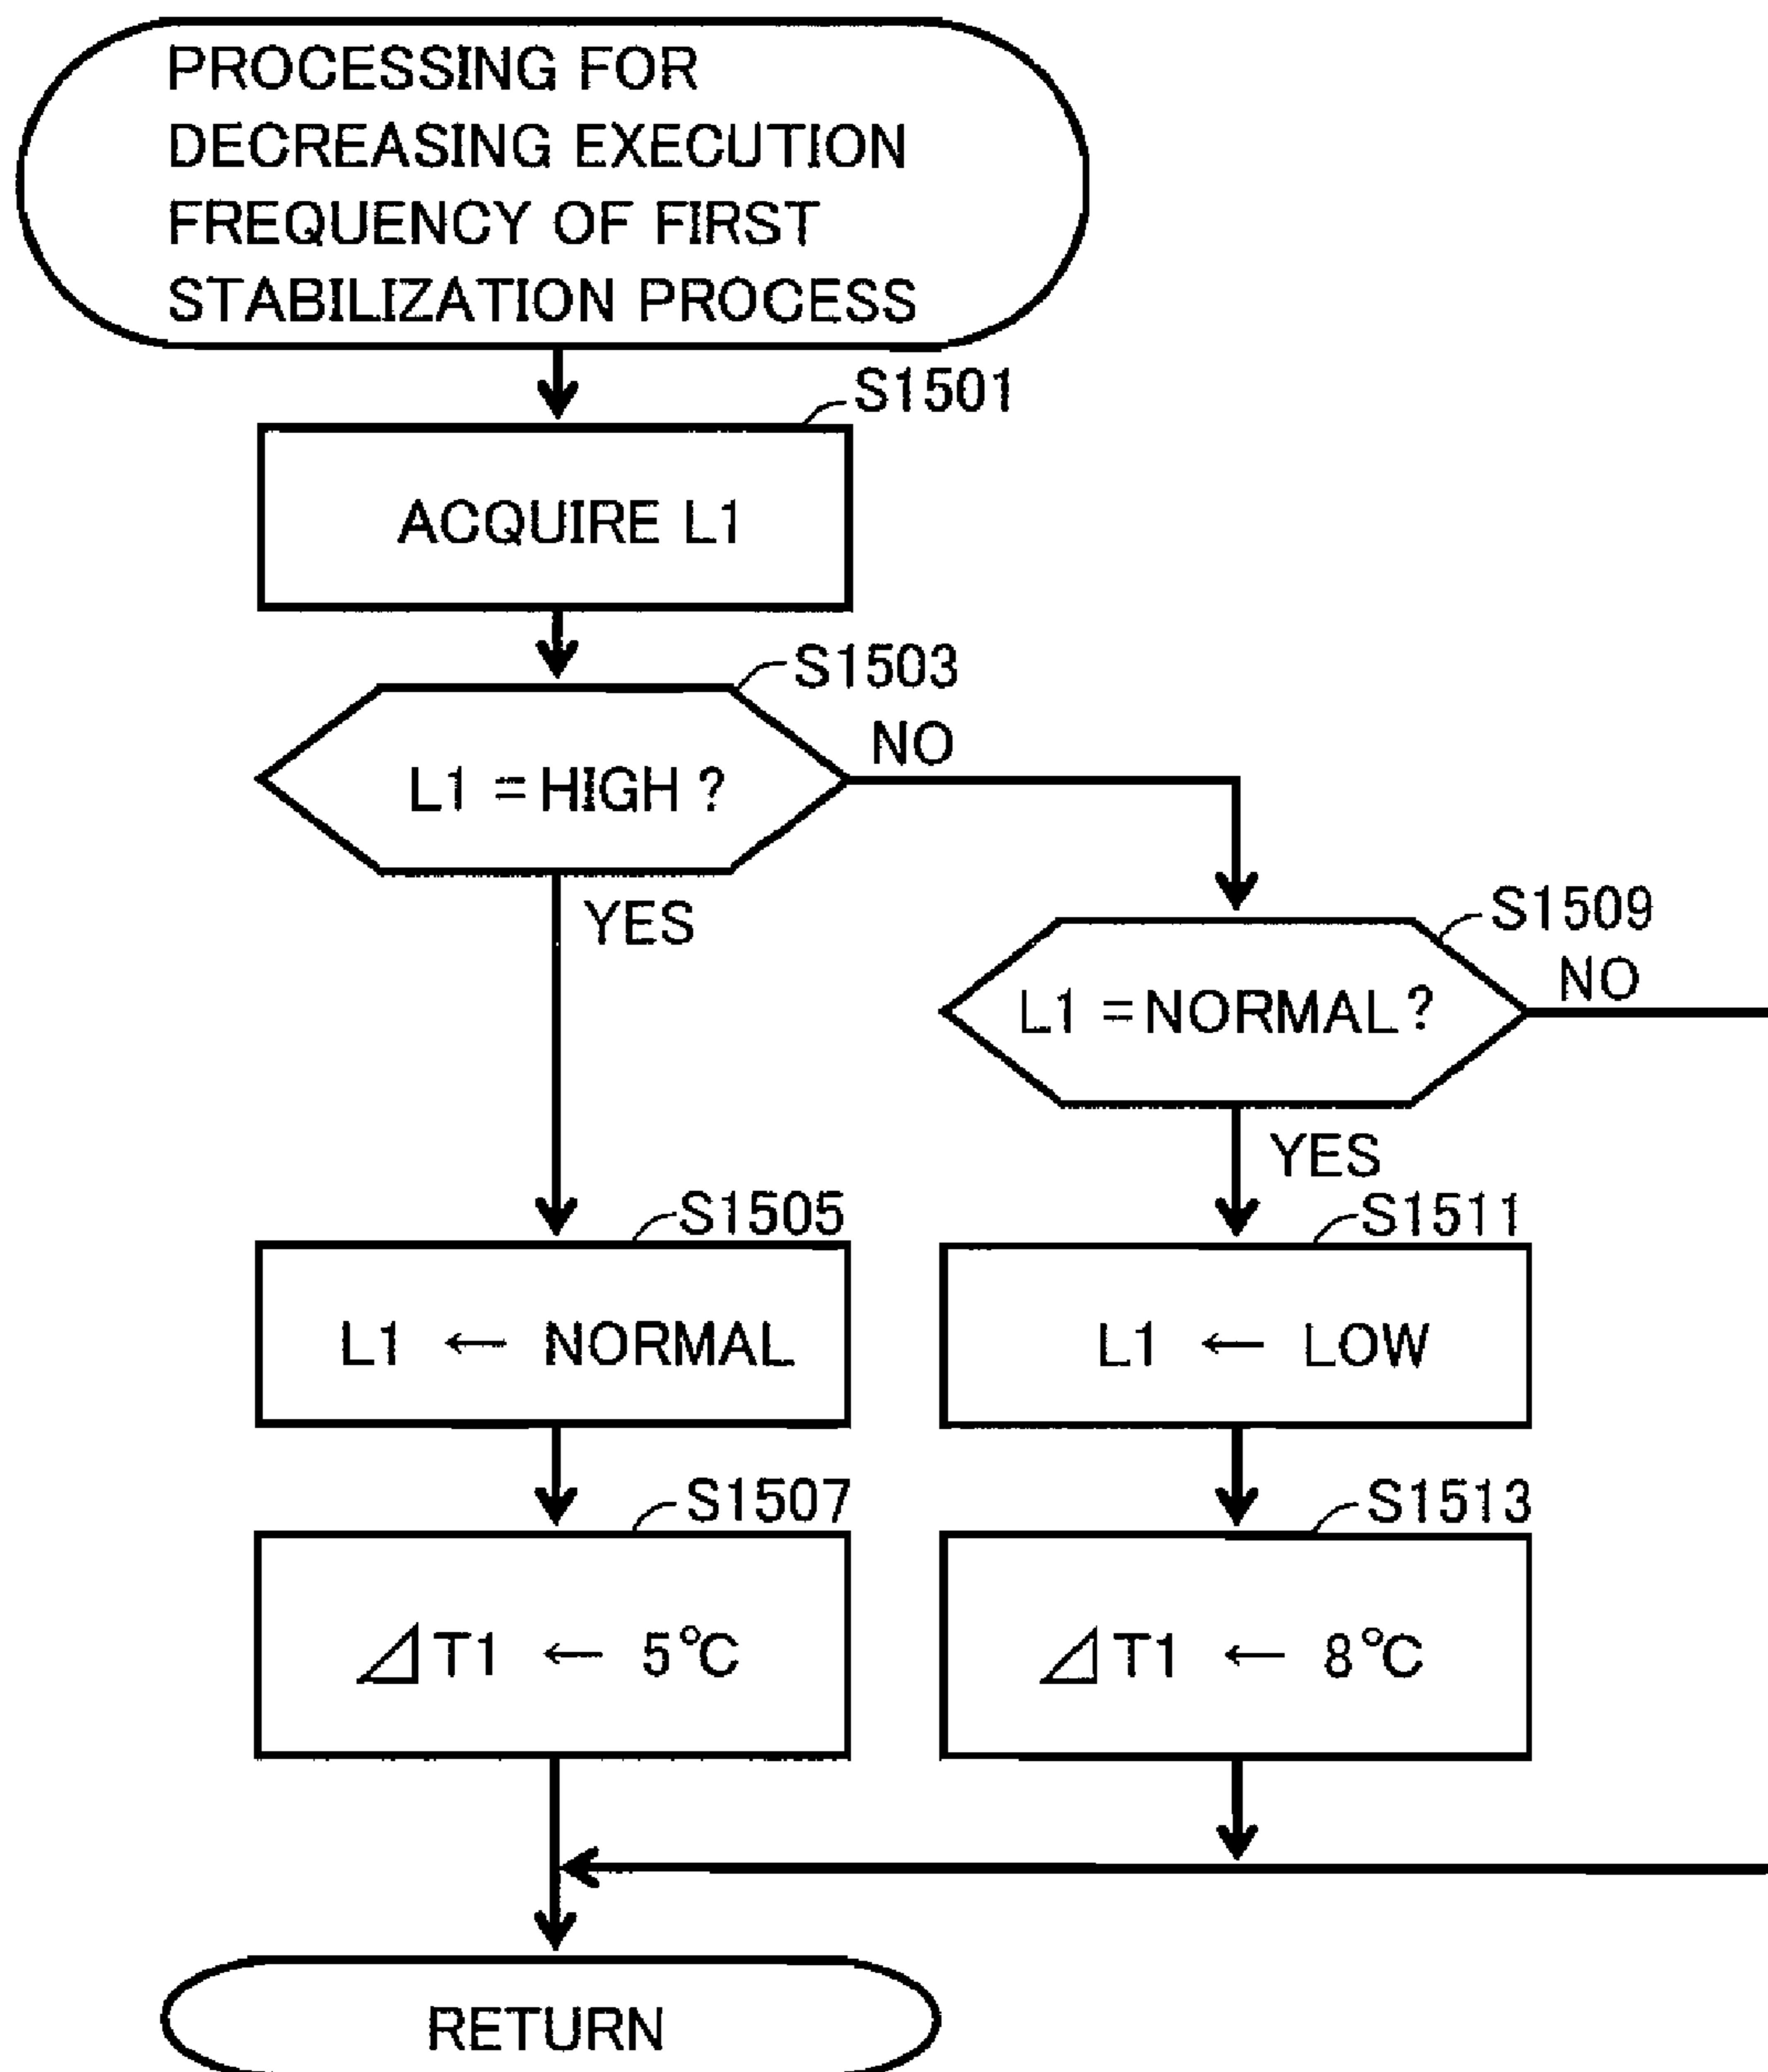 PROCESSING FOR
DECREASING EXECUTION
FREQUENCY OF FIRST
STABILIZATION PROCESS
S1501
ACQUIRE L1
S1503
L1 = HIGH ?
NO
YES
S1509
L1 = NORMAL ?
NO
YES
S1505
L1 ← NORMAL
S1511
L1 ← LOW
S1507
⊿T1 ← 5℃
S1513
⊿T1 ← 8℃
RETURN